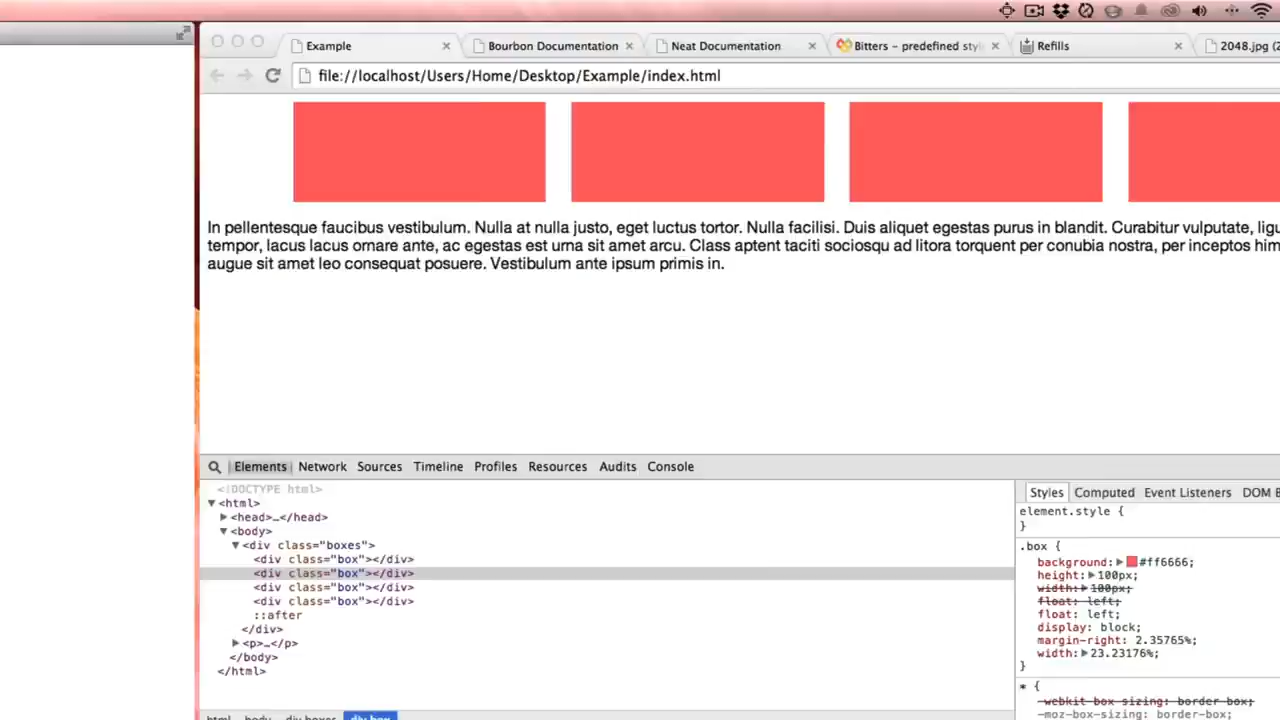 Example
Bourbon Documentation
Neat Documentation
Bitters – predefined sty
Refills
2048.jpg (2
file://localhost/Users/Home/Desktop/Example/index.html
In pellentesque faucibus vestibulum. Nulla at nulla justo, eget luctus tortor. Nulla facilisi. Duis aliquet egestas purus in blandit. Curabitur vulputate, ligu
tempor, lacus lacus ornare ante, ac egestas est urna sit amet arcu. Class aptent taciti sociosqu ad litora torquent per conubia nostra, per inceptos him
augue sit amet leo consequat posuere. Vestibulum ante ipsum primis in.
Elements Network Sources Timeline Profiles Resources Audits Console
<!DOCTYPE html>
<html>
<head>…</head>
<body>
<div class="boxes">
<div class="box"></div>
<div class="box"></div>
<div class="box"></div>
<div class="box"></div>
::after
</div>
<p>…</p>
</body>
</html>
html body div.boxes div.box
Styles Computed Event Listeners DOM B
element.style {
}
.box {
background: #ff6666;
height: 100px;
width: 100px;
float: left;
float: left;
display: block;
margin-right: 2.35765%;
width: 23.23176%;
}
* {
-webkit-box-sizing: border-box;
-moz-box-sizing: border-box;